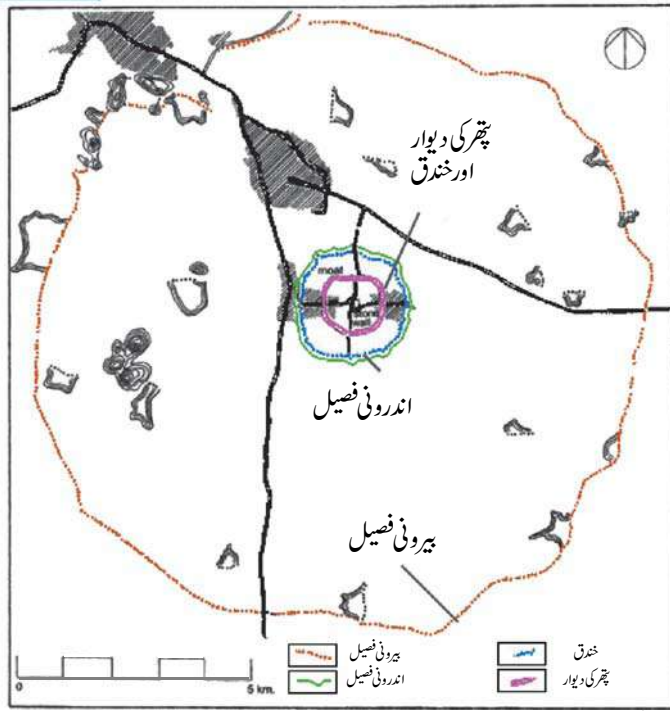 پتھر کی دیوار
اور خندق
moat
stone
wall
اندرونی فصیل
بیرونی فصیل
بیرونی فصیل
خندق
اندرونی فصیل
پتھر کی دیوار
0
5 km.